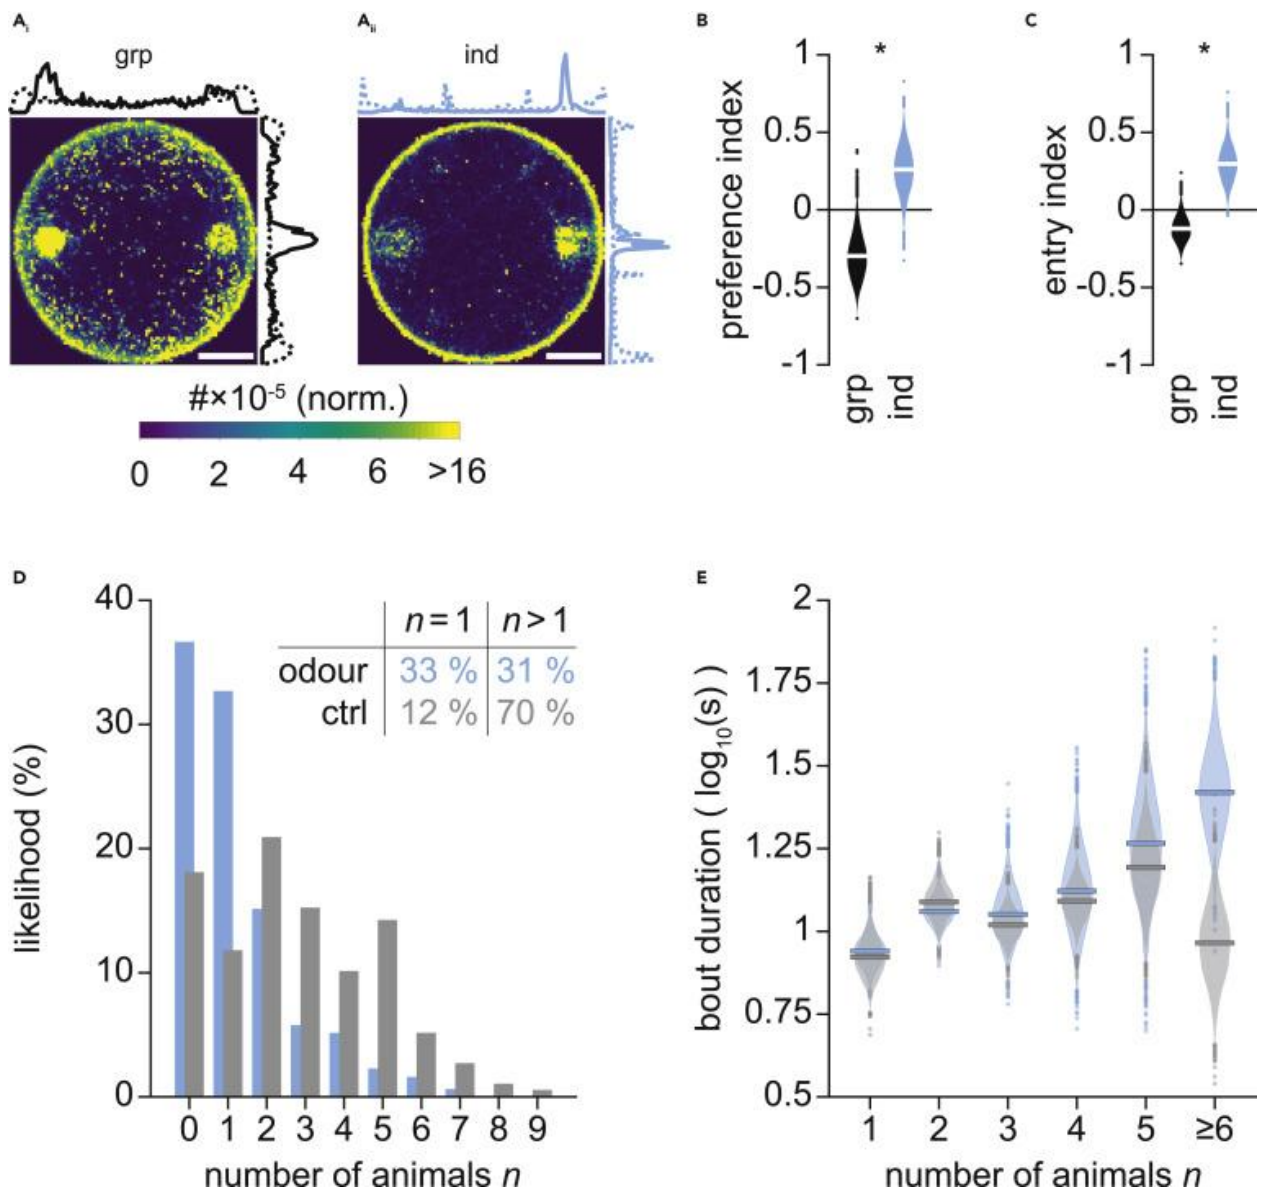 Ai
grp
Aii
ind
#×10-5 (norm.)
0 2 4 6 >16
B
*
preference index
1
0.5
0
-0.5
-1
grp
ind
C
*
entry index
1
0.5
0
-0.5
-1
grp
ind
D
likelihood (%)
40
30
20
10
0
n = 1 n > 1
odour 33 % 31 %
ctrl 12 % 70 %
0 1 2 3 4 5 6 7 8 9
number of animals n
E
bout duration ( log10(s) )
2
1.75
1.5
1.25
1
0.75
0.5
1 2 3 4 5 ≥6
number of animals n